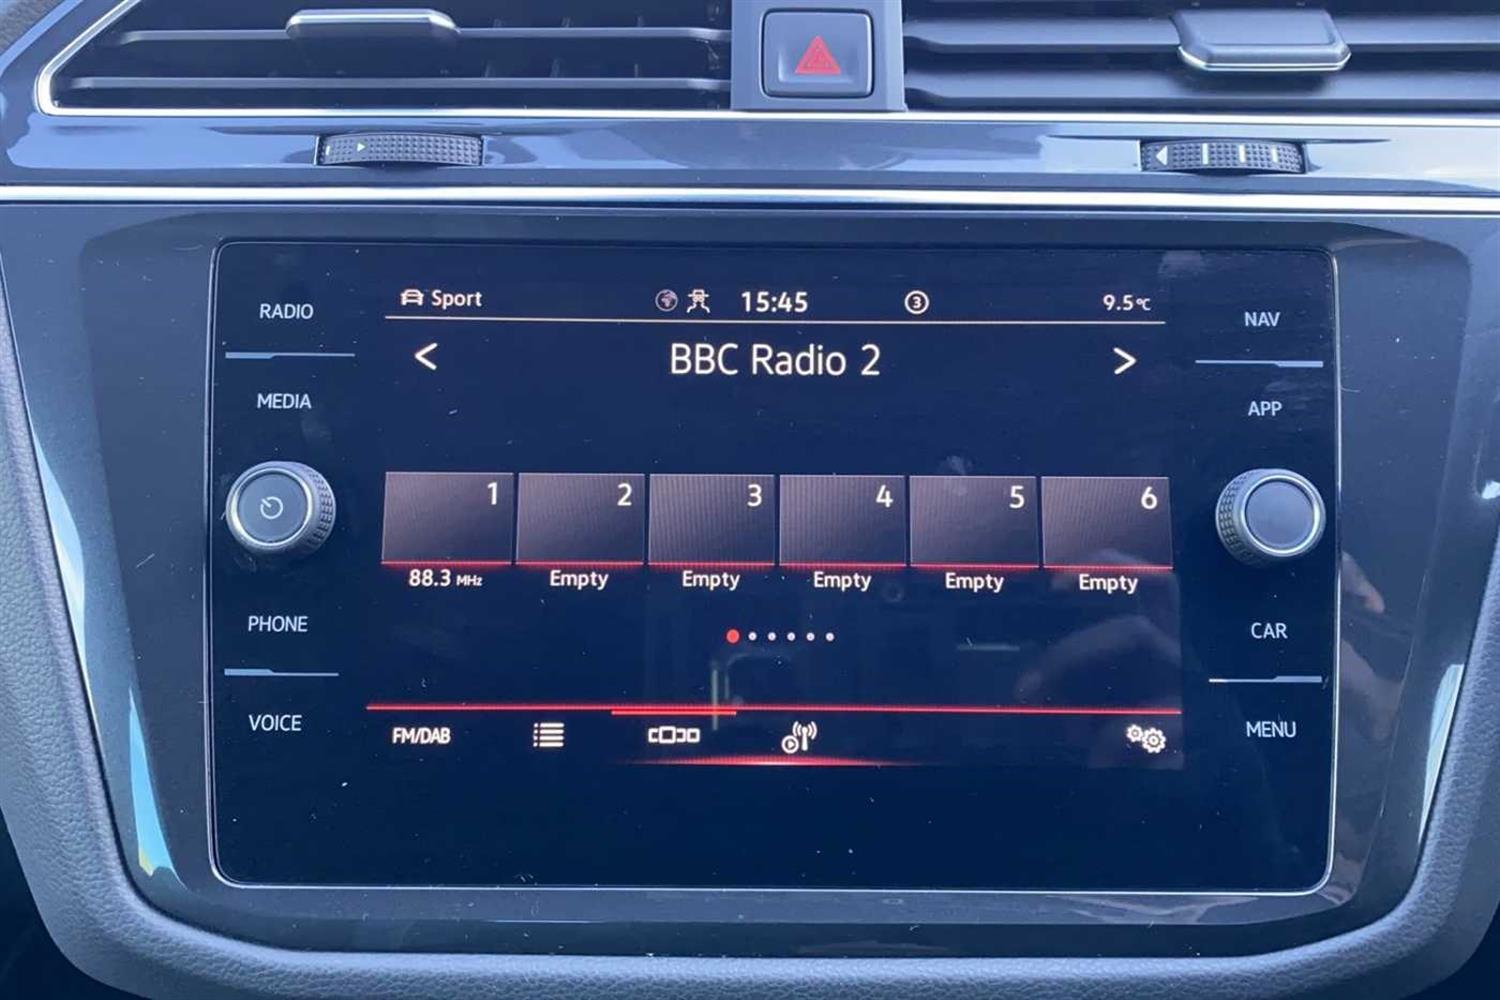 Sport 15:45 3 9.5°C
RADIO
MEDIA
PHONE
VOICE
< BBC Radio 2 >
1 2 3 4 5 6
88.3 MHz Empty Empty Empty Empty Empty
FM/DAB
NAV
APP
CAR
MENU